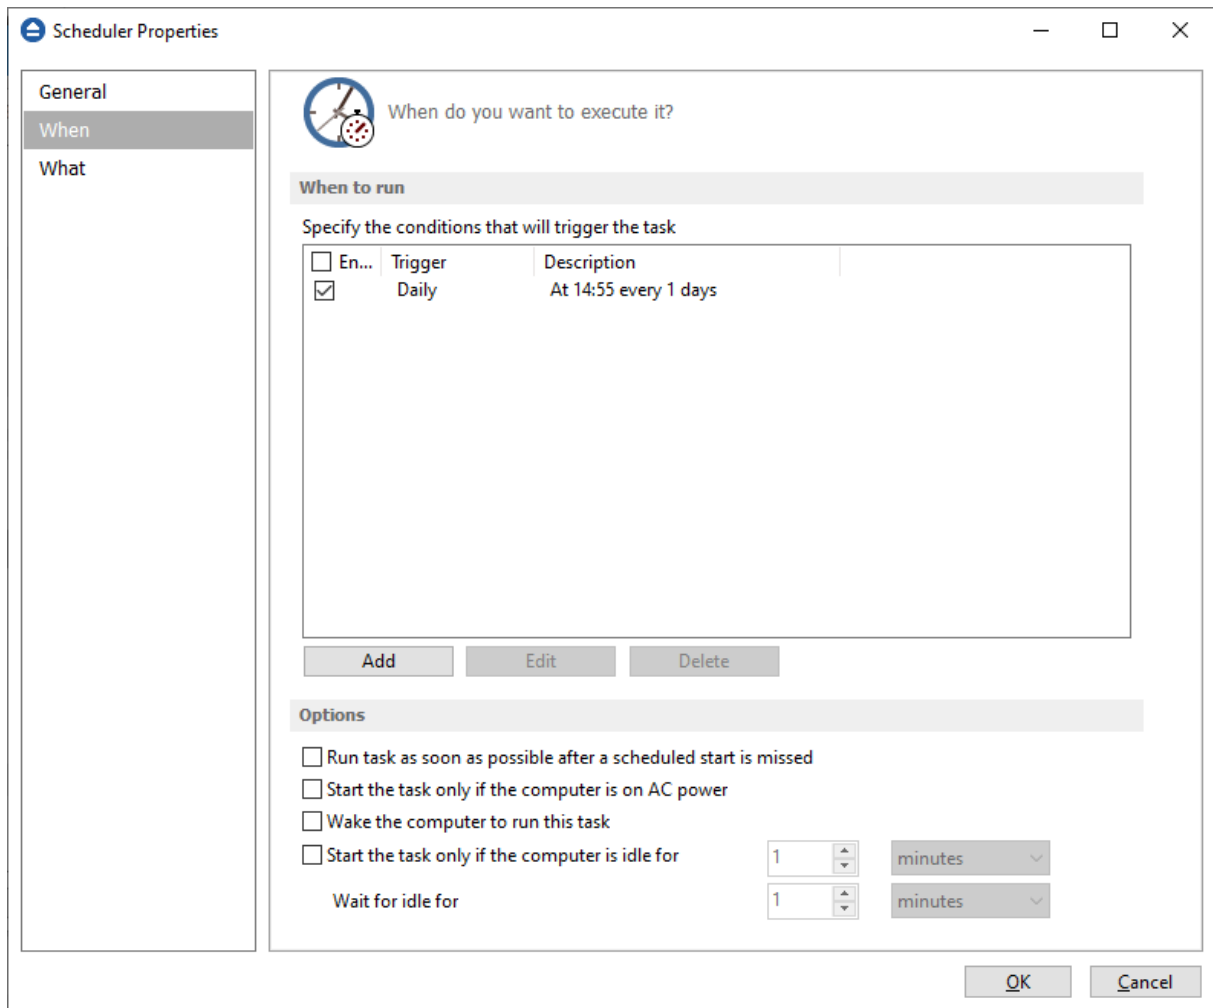 Scheduler Properties
General
When
What
When do you want to execute it?
When to run
Specify the conditions that will trigger the task
En... Trigger Description
Daily At 14:55 every 1 days
Add Edit Delete
Options
Run task as soon as possible after a scheduled start is missed
Start the task only if the computer is on AC power
Wake the computer to run this task
Start the task only if the computer is idle for 1 minutes
Wait for idle for 1 minutes
OK Cancel